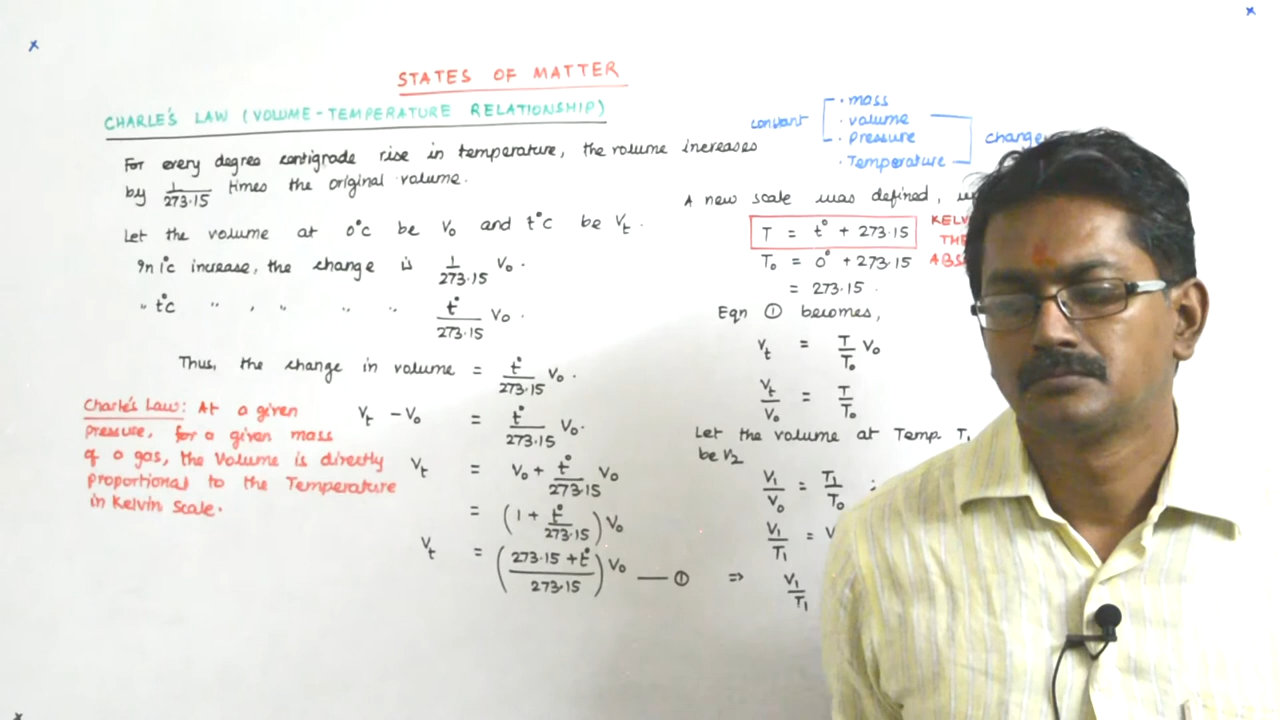 STATES OF MATTER
CHARLE'S LAW (VOLUME-TEMPERATURE RELATIONSHIP)
For every degree centigrade rise in temperature, the volume increases
by 1/273.15 times the original volume.
Let the volume at 0°C be V₀ and t°C be Vₜ.
In 1°C increase, the change is 1/273.15 V₀.
" t°C " , " " " t°/273.15 V₀.
Thus, the change in volume = t°/273.15 V₀.
Charle's Law: At a given
pressure, for a given mass
of a gas, the Volume is directly
proportional to the Temperature
in Kelvin Scale.
Vₜ - V₀ = t°/273.15 V₀.
Vₜ = V₀ + t°/273.15 V₀
= (1 + t°/273.15) V₀
Vₜ = (273.15 + t°/273.15) V₀ — ①
constant
· mass
· volume
· Pressure
· Temperature
A new scale was defined,
T = t° + 273.15
T₀ = 0° + 273.15
= 273.15.
Eqn ① becomes,
Vₜ = T/T₀ V₀
Vₜ/V₀ = T/T₀
Let the volume at Temp. T₁
be V₂
V₁/V₀ = T₁/T₀
V₁/T₁ = V
⇒ V₁/T₁